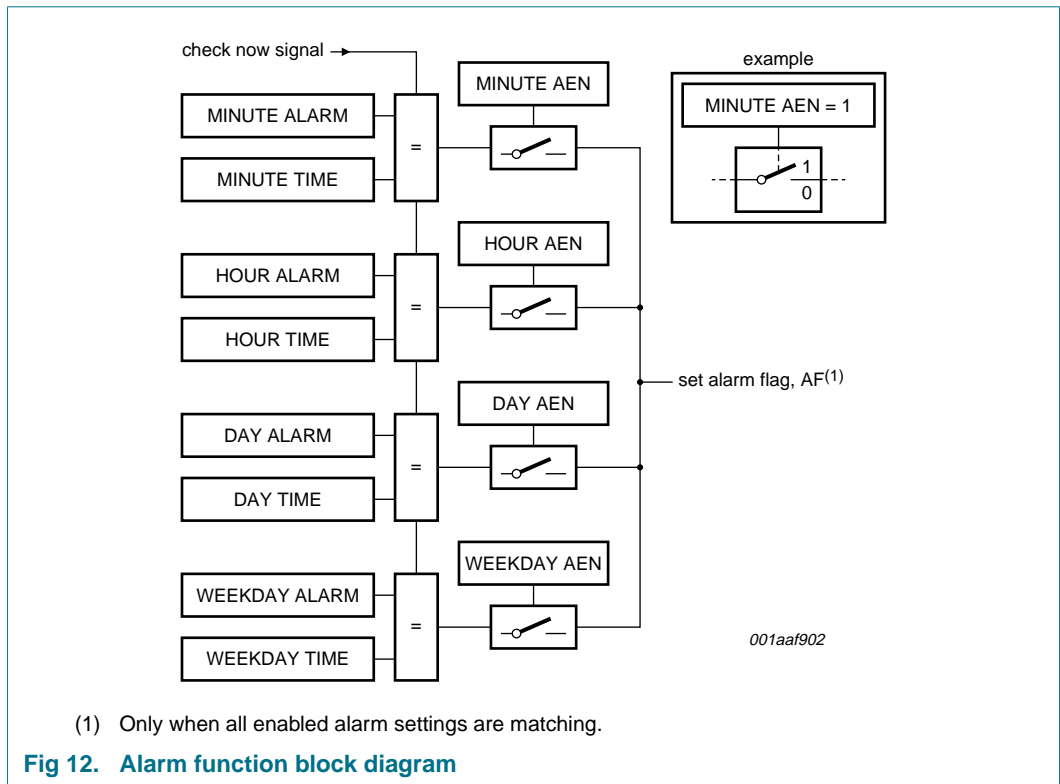 check now signal
example
MINUTE AEN
MINUTE AEN = 1
MINUTE ALARM
=
1
MINUTE TIME
0
HOUR AEN
HOUR ALARM
=
HOUR TIME
set alarm flag, AF(1)
DAY AEN
DAY ALARM
=
DAY TIME
WEEKDAY AEN
WEEKDAY ALARM
=
001aaf902
WEEKDAY TIME
(1) Only when all enabled alarm settings are matching.
Fig 12. Alarm function block diagram